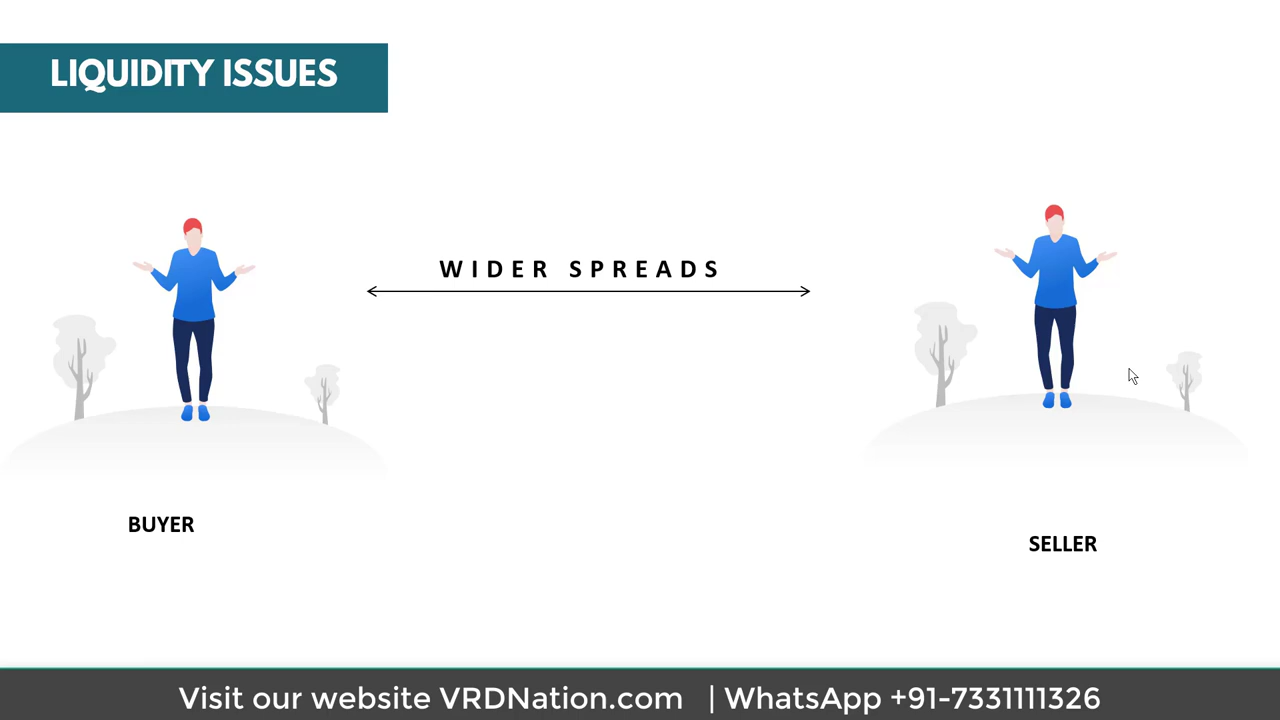 LIQUIDITY ISSUES
WIDER SPREADS
BUYER
SELLER
Visit our website VRDNation.com | WhatsApp +91-7331111326